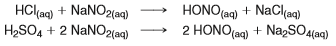 HCl(aq) + NaNO2(aq) ⟶ HONO(aq) + NaCl(aq)
H2SO4 + 2 NaNO2(aq) ⟶ 2 HONO(aq) + Na2SO4(aq)